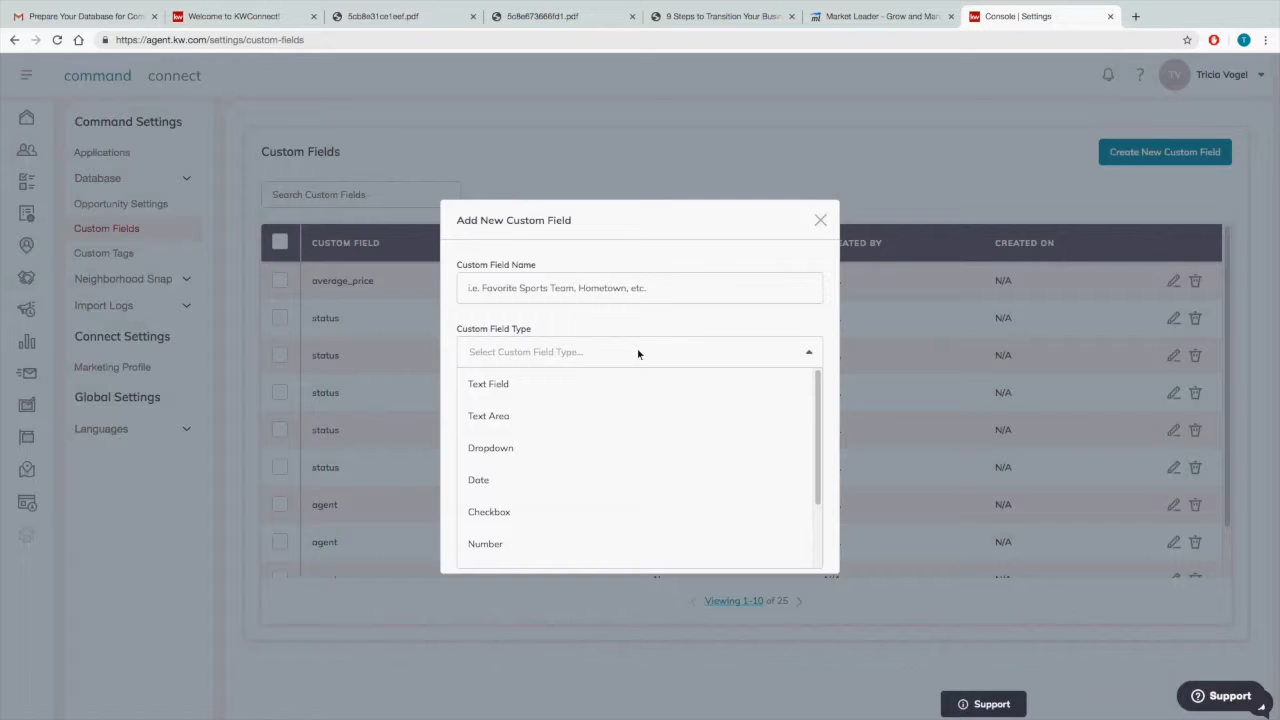 Prepare Your Database for Com
Welcome to KWConnect!
5cb8e31ce1eef.pdf
5c8e673666fd1.pdf
9 Steps to Transition Your Busi
Market Leader - Grow and Man
Console | Settings
https://agent.kw.com/settings/custom-fields
command
connect
TV
Tricia Vogel
Command Settings
Applications
Database
Opportunity Settings
Custom Fields
Custom Tags
Neighborhood Snap
Import Logs
Connect Settings
Marketing Profile
Global Settings
Languages
Custom Fields
Create New Custom Field
Search Custom Fields
CUSTOM FIELD
ATED BY
CREATED ON
average_price
N/A
status
N/A
status
N/A
status
N/A
status
N/A
status
N/A
agent
N/A
agent
N/A
Viewing 1-10 of 25
Add New Custom Field
Custom Field Name
i.e. Favorite Sports Team, Hometown, etc.
Custom Field Type
Select Custom Field Type...
Text Field
Text Area
Dropdown
Date
Checkbox
Number
Support
Support